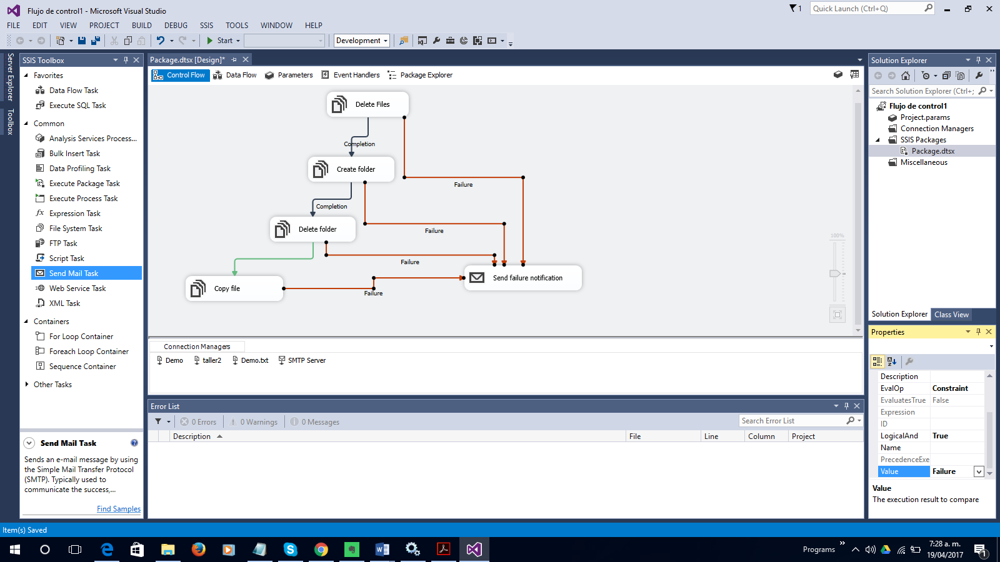 Flujo de control1 - Microsoft Visual Studio
1
Quick Launch (Ctrl+Q)
FILE EDIT VIEW PROJECT BUILD DEBUG SSIS TOOLS WINDOW HELP
Start
Development
Server Explorer
Toolbox
SSIS Toolbox
Favorites
Data Flow Task
Execute SQL Task
Common
Analysis Services Process...
Bulk Insert Task
Data Profiling Task
Execute Package Task
Execute Process Task
Expression Task
File System Task
FTP Task
Script Task
Send Mail Task
Web Service Task
XML Task
Containers
For Loop Container
Foreach Loop Container
Sequence Container
Other Tasks
Send Mail Task
Sends an e-mail message by using
the Simple Mail Transfer Protocol
(SMTP). Typically used to
communicate the success,...
Find Samples
Package.dtsx [Design]*
Control Flow Data Flow Parameters Event Handlers Package Explorer
Delete Files
Completion
Create folder
Failure
Completion
Delete folder
Failure
Failure
Copy file
Failure
Send failure notification
100%
Connection Managers
Demo taller2 Demo.txt SMTP Server
Error List
0 Errors 0 Warnings 0 Messages
Search Error List
Description File Line Column Project
Solution Explorer
Search Solution Explorer (Ctrl+;
Flujo de control1
Project.params
Connection Managers
SSIS Packages
Package.dtsx
Miscellaneous
Solution Explorer Class View
Properties
Description
EvalOp Constraint
EvaluatesTrue False
Expression
ID
LogicalAnd True
Name
PrecedenceExe
Value Failure
Value
The execution result to compare
Item(s) Saved
Programs
7:28 a. m.
19/04/2017
1